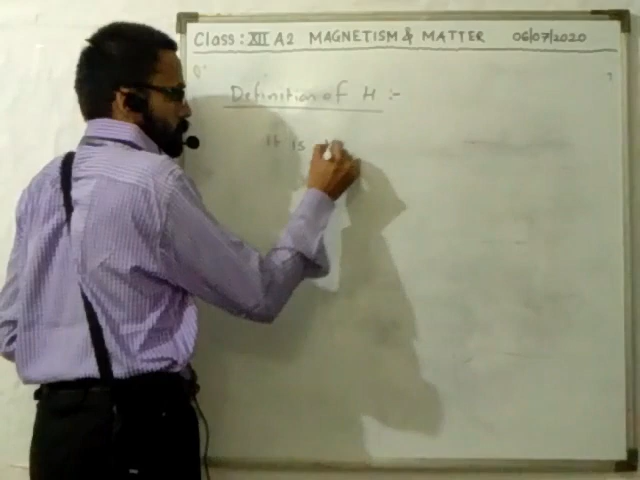 Class: XII A2 MAGNETISM & MATTER 06/07/2020
Definition of H :-
It is